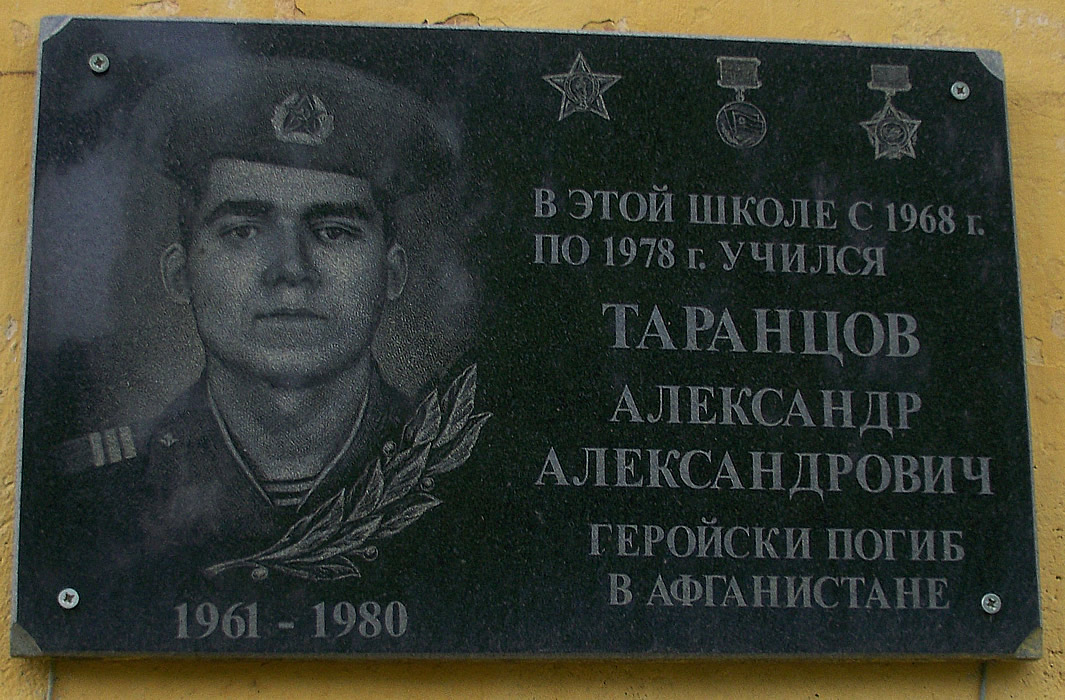 В ЭТОЙ ШКОЛЕ С 1968 г.
ПО 1978 г. УЧИЛСЯ
ТАРАНЦОВ
АЛЕКСАНДР
АЛЕКСАНДРОВИЧ
ГЕРОЙСКИ ПОГИБ
В АФГАНИСТАНЕ
1961 - 1980